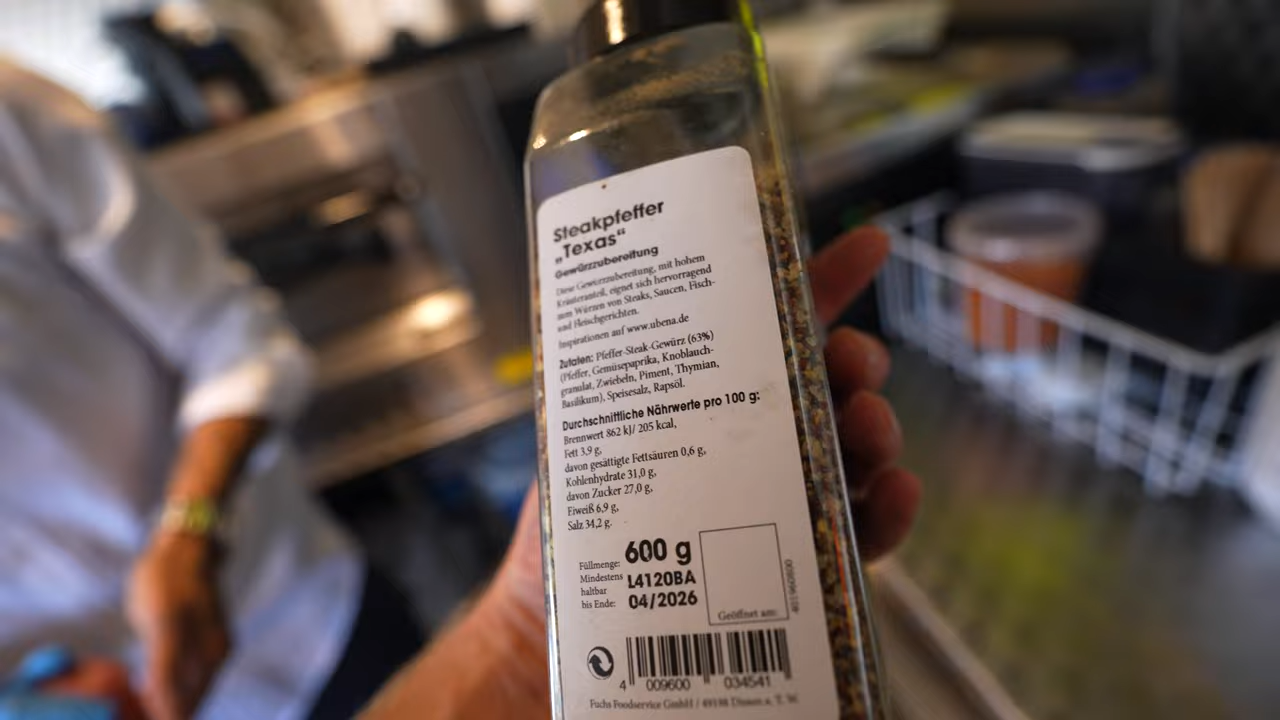 Steakpfeffer
„Texas“
Gewürzzubereitung
Diese Gewürzzubereitung, mit hohem
Kräuteranteil, eignet sich hervorragend
zum Würzen von Steaks, Saucen, Fisch-
und Fleischgerichten.
Inspirationen auf www.ubena.de
Zutaten: Pfeffer-Steak-Gewürz (63%)
(Pfeffer, Gemüsepaprika, Knoblauch-
granulat, Zwiebeln, Piment, Thymian,
Basilikum), Speisesalz, Rapsöl.
Durchschnittliche Nährwerte pro 100 g:
Brennwert 862 kJ/ 205 kcal,
Fett 3,9 g,
davon gesättigte Fettsäuren 0,6 g,
Kohlenhydrate 31,0 g,
davon Zucker 27,0 g,
Eiweiß 6,9 g,
Salz 34,2 g.
Füllmenge: 600 g
Mindestens L4120BA
haltbar
bis Ende: 04/2026
Geöffnet am:
4 009600 034541
Fuchs Foodservice GmbH / 49198 Dissen a. T. W.